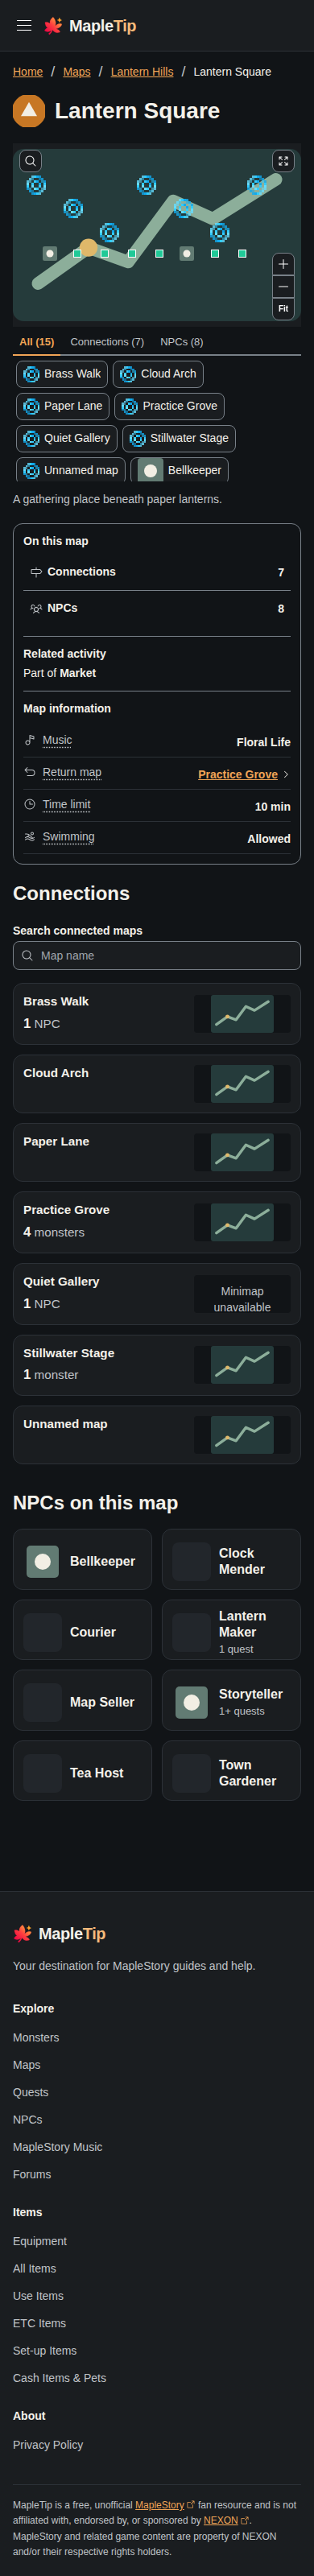 MapleTip
Home / Maps / Lantern Hills / Lantern Square
Lantern Square
Fit
All (15) Connections (7) NPCs (8)
Brass Walk Cloud Arch
Paper Lane Practice Grove
Quiet Gallery Stillwater Stage
Unnamed map Bellkeeper
A gathering place beneath paper lanterns.
On this map
Connections 7
NPCs 8
Related activity
Part of Market
Map information
Music Floral Life
Return map Practice Grove
Time limit 10 min
Swimming Allowed
Connections
Search connected maps
Map name
Brass Walk
1 NPC
Cloud Arch
Paper Lane
Practice Grove
4 monsters
Quiet Gallery
1 NPC
Minimap
unavailable
Stillwater Stage
1 monster
Unnamed map
NPCs on this map
Bellkeeper
Clock
Mender
Courier
Lantern
Maker
1 quest
Map Seller
Storyteller
1+ quests
Tea Host
Town
Gardener
MapleTip
Your destination for MapleStory guides and help.
Explore
Monsters
Maps
Quests
NPCs
MapleStory Music
Forums
Items
Equipment
All Items
Use Items
ETC Items
Set-up Items
Cash Items & Pets
About
Privacy Policy
MapleTip is a free, unofficial MapleStory fan resource and is not
affiliated with, endorsed by, or sponsored by NEXON.
MapleStory and related game content are property of NEXON
and/or their respective rights holders.